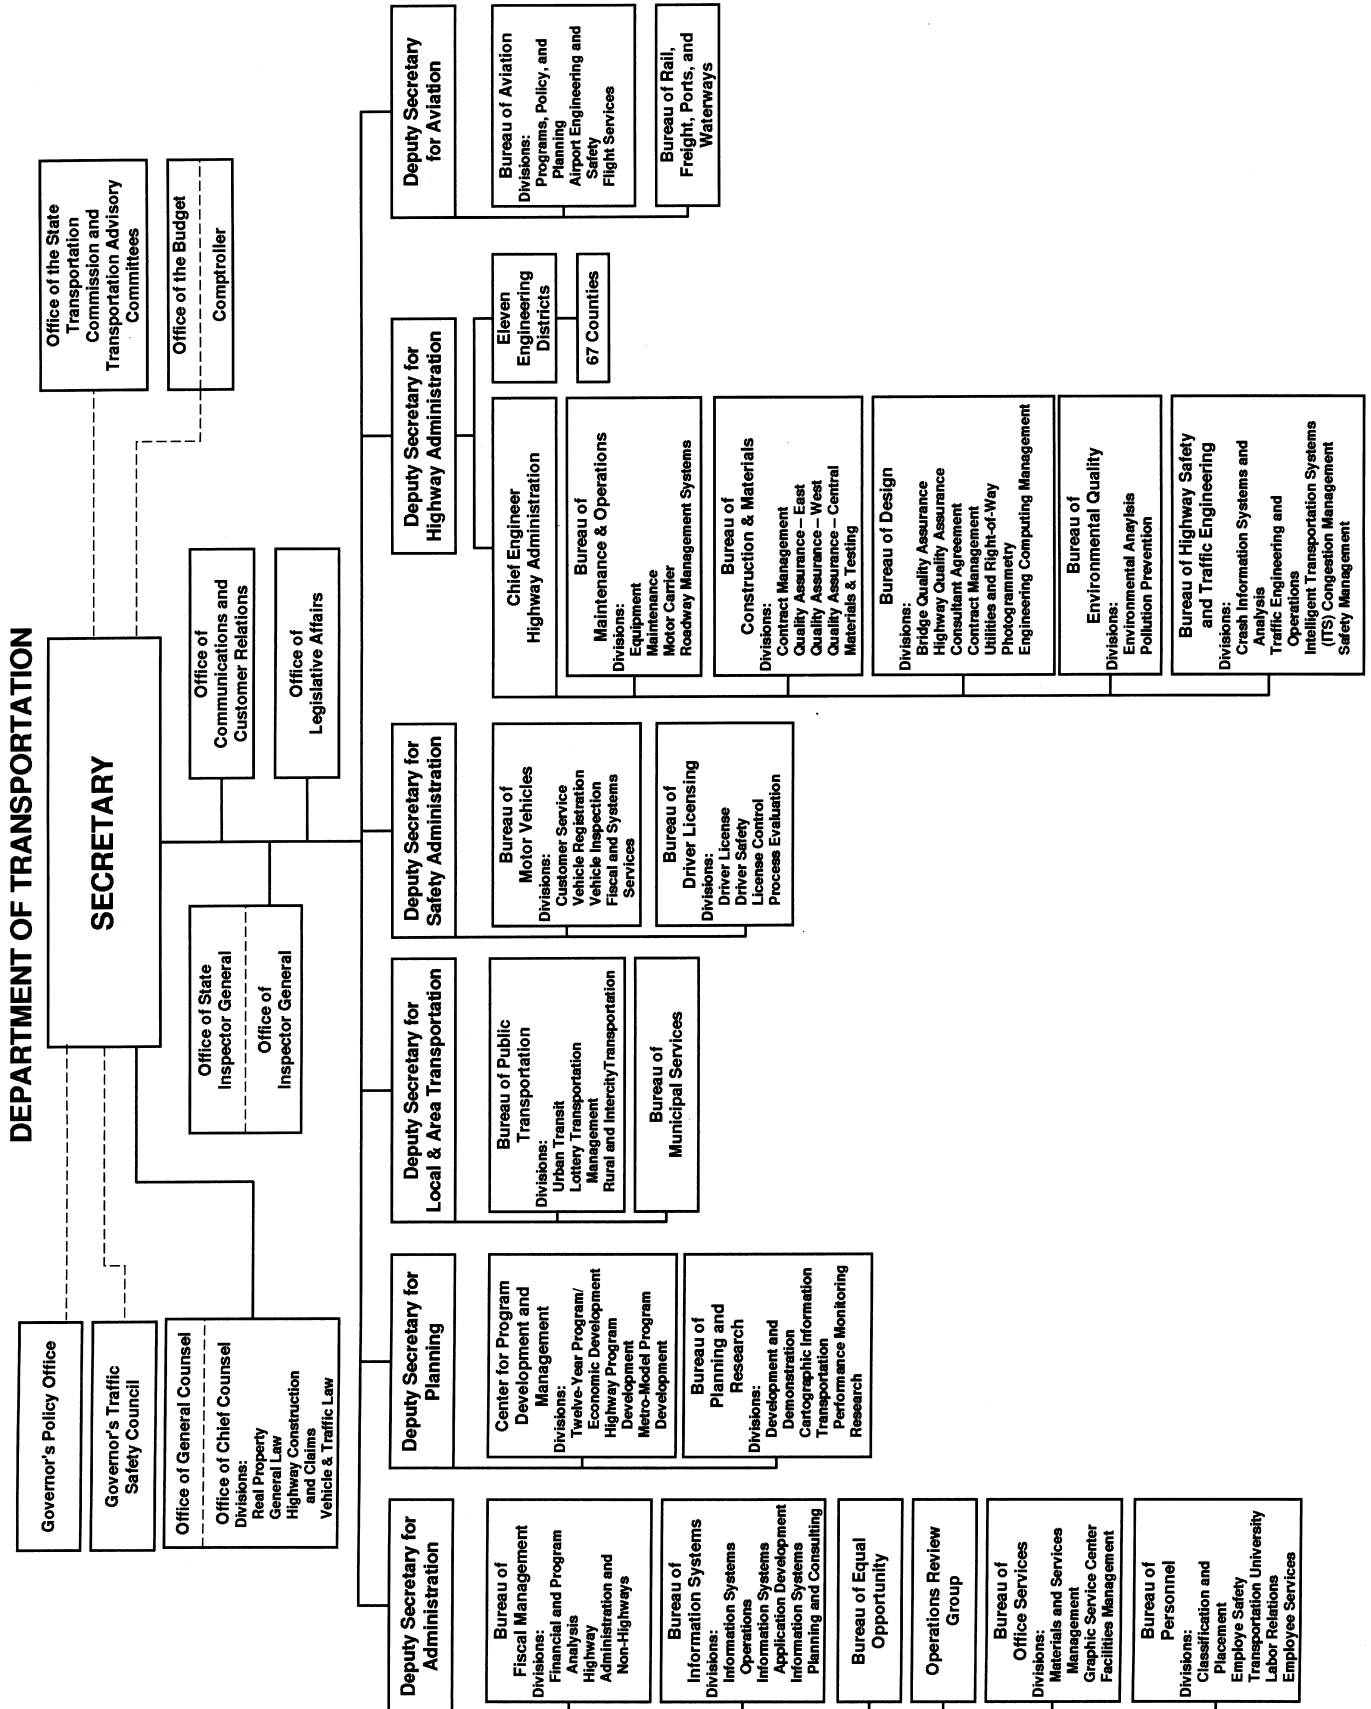 DEPARTMENT OF TRANSPORTATION
SECRETARY
Governor's Policy Office
Governor's Traffic
Safety Council
Office of General Counsel
Office of Chief Counsel
Divisions:
Real Property
General Law
Highway Construction
and Claims
Vehicle & Traffic Law
Office of State
Inspector General
Office of
Inspector General
Office of
Communications and
Customer Relations
Office of
Legislative Affairs
Office of the State
Transportation
Commission and
Transportation Advisory
Committees
Office of the Budget
Comptroller
Deputy Secretary for
Administration
Bureau of
Fiscal Management
Divisions:
Financial and Program
Analysis
Highway
Administration and
Non-Highways
Bureau of
Information Systems
Divisions:
Information Systems
Operations
Information Systems
Application Development
Information Systems
Planning and Consulting
Bureau of Equal
Opportunity
Operations Review
Group
Bureau of
Office Services
Divisions:
Materials and Services
Management
Graphic Service Center
Facilities Management
Bureau of
Personnel
Divisions:
Classification and
Placement
Employe Safety
Transportation University
Labor Relations
Employee Services
Deputy Secretary for
Planning
Center for Program
Development and
Management
Divisions:
Twelve-Year Program/
Economic Development
Highway Program
Development
Metro-Model Program
Development
Bureau of
Planning and
Research
Divisions:
Development and
Demonstration
Cartographic Information
Transportation
Performance Monitoring
Research
Deputy Secretary for
Local & Area Transportation
Bureau of Public
Transportation
Divisions:
Urban Transit
Lottery Transportation
Management
Rural and IntercityTransportation
Bureau of
Municipal Services
Deputy Secretary for
Safety Administration
Bureau of
Motor Vehicles
Divisions:
Customer Service
Vehicle Registration
Vehicle Inspection
Fiscal and Systems
Services
Bureau of
Driver Licensing
Divisions:
Driver License
Driver Safety
License Control
Process Evaluation
Deputy Secretary for
Highway Administration
Chief Engineer
Highway Administration
Bureau of
Maintenance & Operations
Divisions:
Equipment
Maintenance
Motor Carrier
Roadway Management Systems
Bureau of
Construction & Materials
Divisions:
Contract Management
Quality Assurance – East
Quality Assurance – West
Quality Assurance – Central
Materials & Testing
Bureau of Design
Divisions:
Bridge Quality Assurance
Highway Quality Assurance
Consultant Agreement
Contract Management
Utilities and Right-of-Way
Photogrammetry
Engineering Computing Management
Bureau of
Environmental Quality
Divisions:
Environmental Anaylsis
Pollution Prevention
Bureau of Highway Safety
and Traffic Engineering
Divisions:
Crash Information Systems and
Analysis
Traffic Engineering and
Operations
Intelligent Transportation Systems
(ITS) Congestion Management
Safety Management
Eleven
Engineering
Districts
67 Counties
Deputy Secretary
for Aviation
Bureau of Aviation
Divisions:
Programs, Policy, and
Planning
Airport Engineering and
Safety
Flight Services
Bureau of Rail,
Freight, Ports, and
Waterways